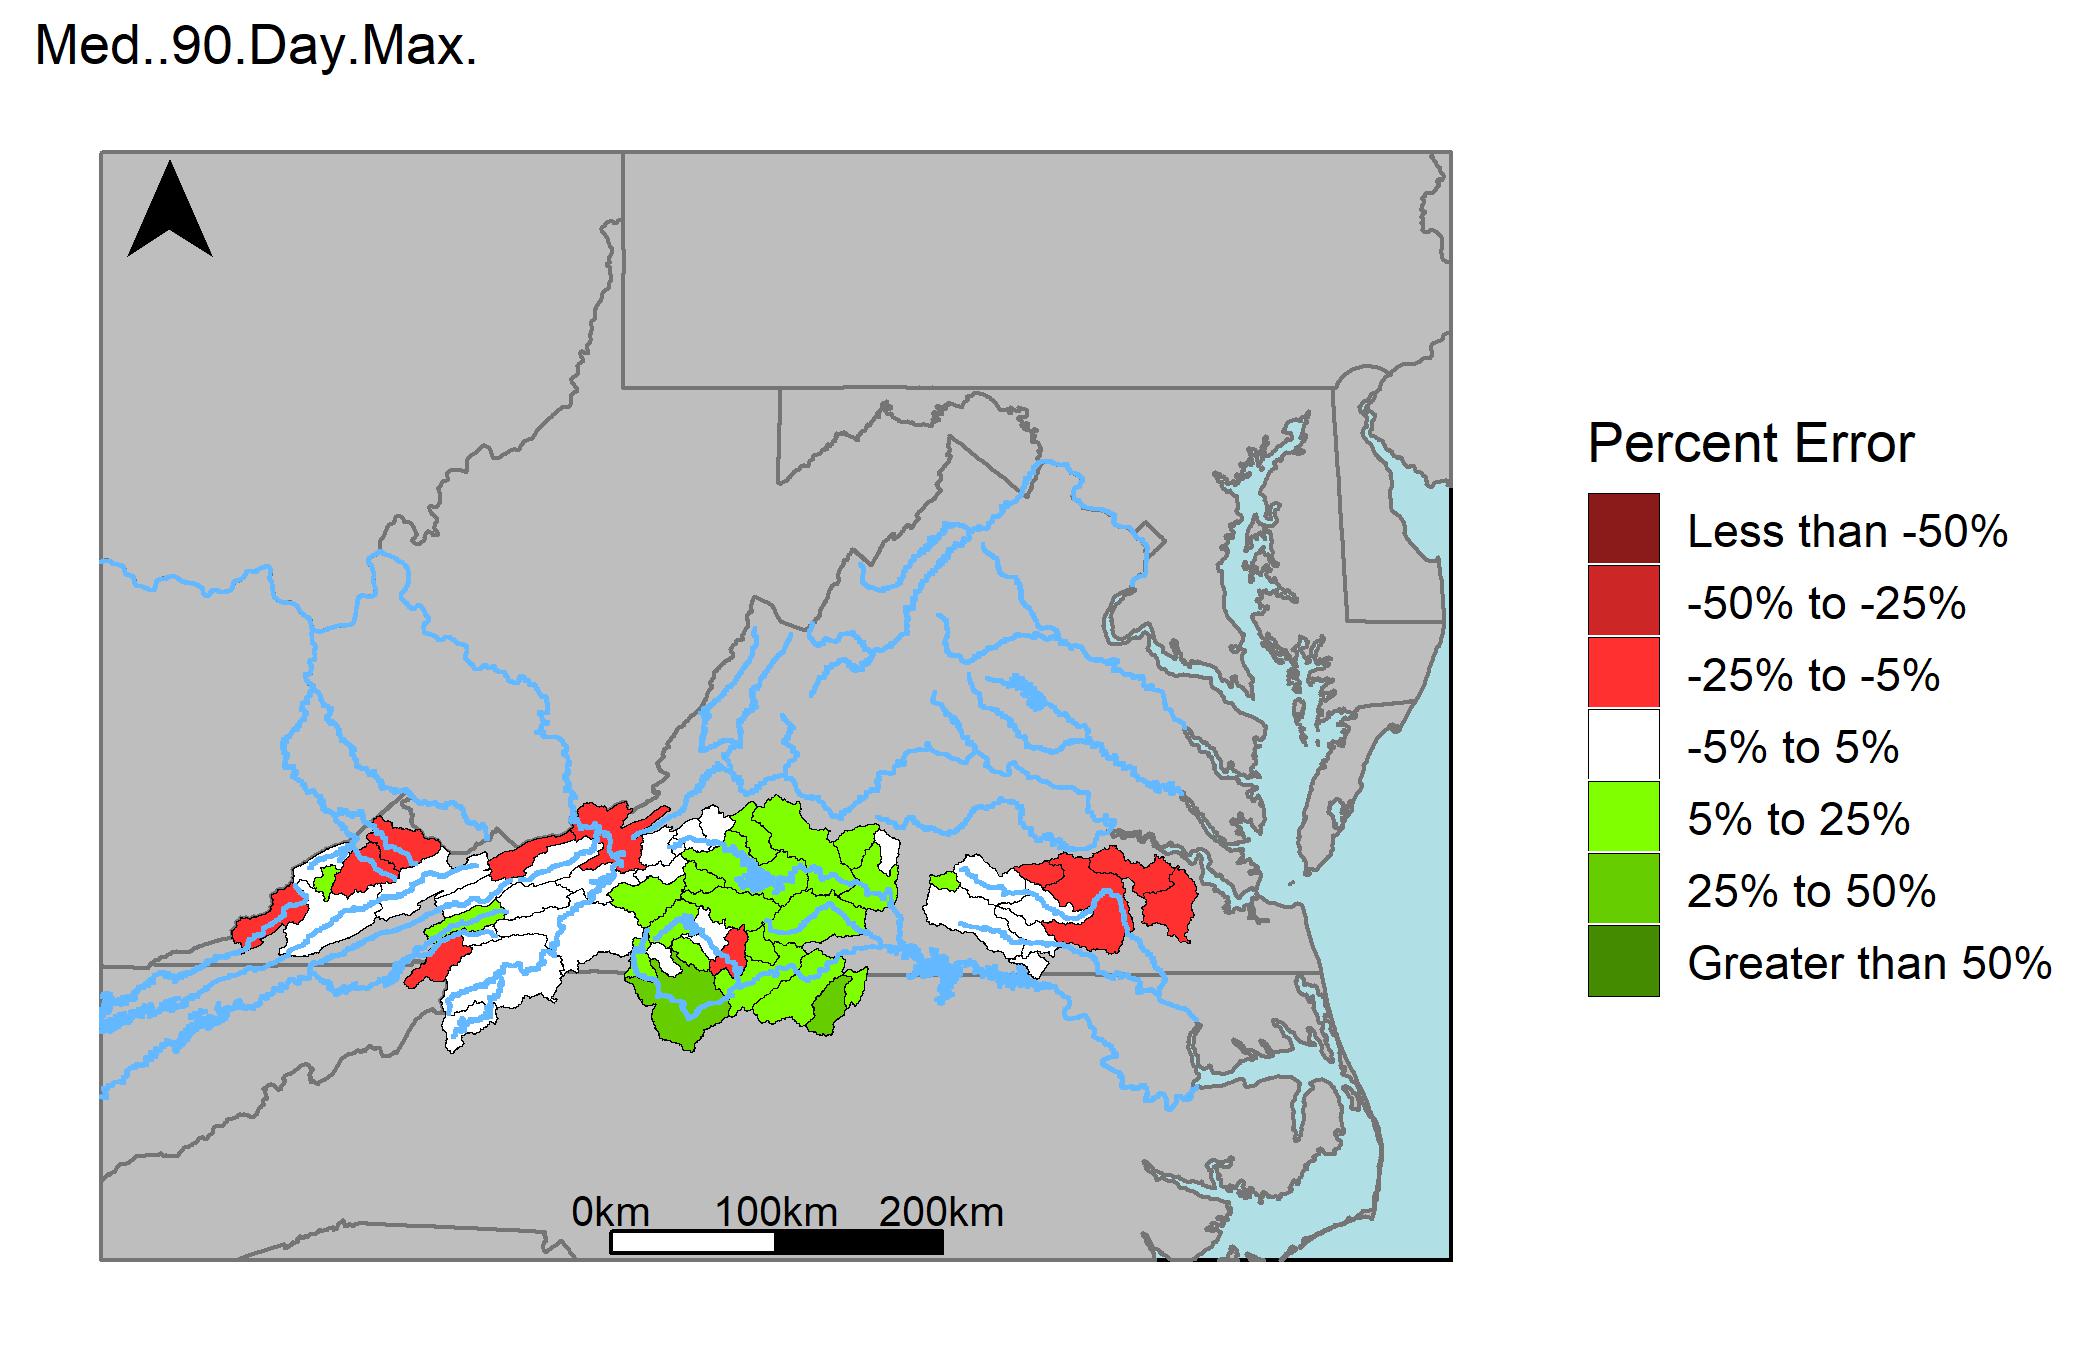 Med..90.Day.Max.
Percent Error
Less than -50%
-50% to -25%
-25% to -5%
-5% to 5%
5% to 25%
25% to 50%
Greater than 50%
0km 100km 200km